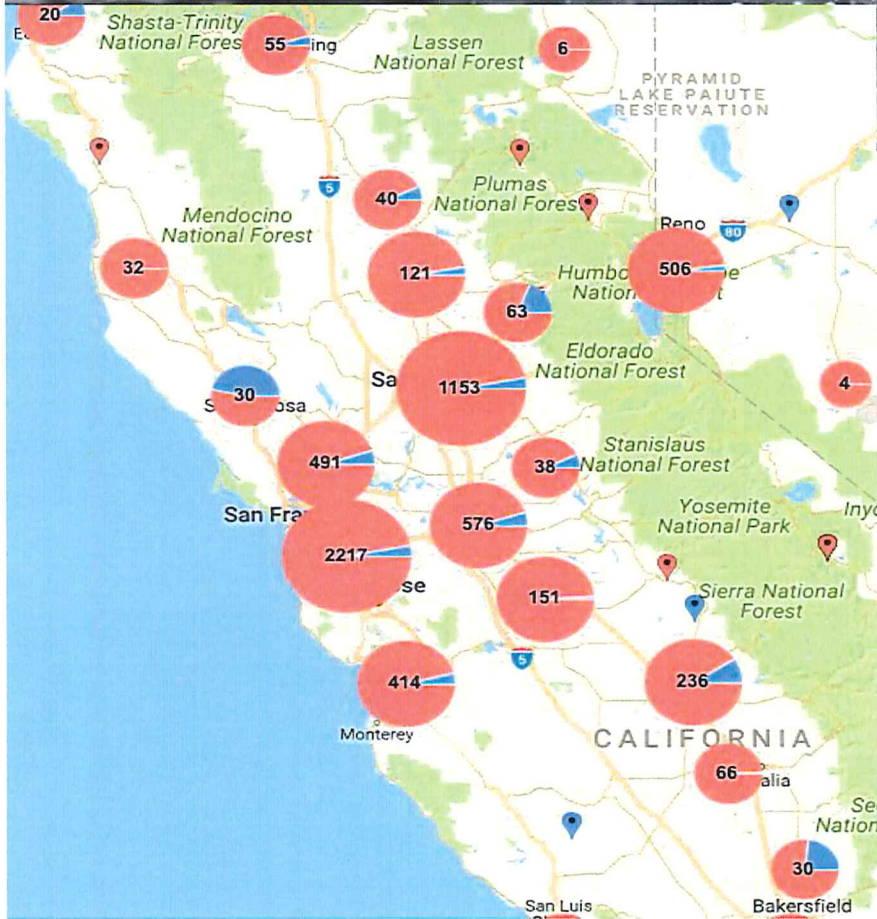 20
Shasta-Trinity
National Fores
55
ing
Lassen
National Forest
6
PYRAMID
LAKE PAIUTE
RESERVATION
5
40
Plumas
National Forest
Mendocino
National Forest
Reno
80
32
121
506
Humbo
e
Nation
t
63
Eldorado
National Forest
Sa
1153
4
30
S
osa
491
38
Stanislaus
National Forest
San Fra
576
Yosemite
National Park
Inyo
2217
se
151
Sierra National
Forest
5
414
236
Monterey
CALIFORNIA
66
alia
Se
Nation
30
San Luis
Bakersfield